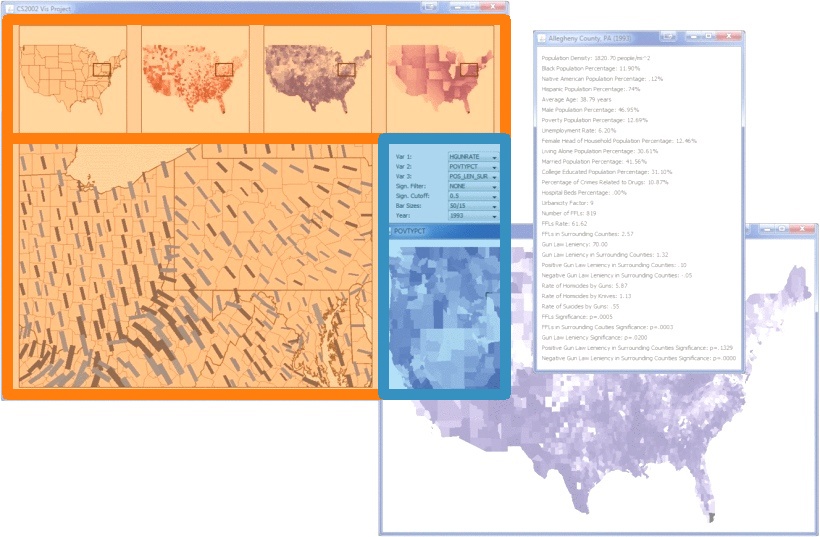 CS2002 Vis Project
Var 1: HGUNRATE
Var 2: POVTYPCT
Var 3: POS_LEN_SUR
Sign. Filter: NONE
Sign. Cutoff: 0.5
Bar Sizes: 50/15
Year: 1993
POVTYPCT
Allegheny County, PA (1993)
Population Density: 1820.70 people/mi^2
Black Population Percentage: 11.90%
Native American Population Percentage: .12%
Hispanic Population Percentage: .74%
Average Age: 38.79 years
Male Population Percentage: 46.95%
Poverty Population Percentage: 12.69%
Unemployment Rate: 6.20%
Female Head of Household Population Percentage: 12.46%
Living Alone Population Percentage: 30.61%
Married Population Percentage: 41.56%
College Educated Population Percentage: 31.10%
Percentage of Crimes Related to Drugs: 10.87%
Hospital Beds Percentage: .00%
Urbanicity Factor: 9
Number of FFLs: 819
FFLs Rate: 61.62
FFLs in Surrounding Counties: 2.57
Gun Law Leniency: 70.00
Gun Law Leniency in Surrounding Counties: 1.32
Positive Gun Law Leniency in Surrounding Counties: .10
Negative Gun Law Leniency in Surrounding Counties: -.05
Rate of Homicides by Guns: 5.87
Rate of Homicides by Knives: 1.13
Rate of Suicides by Guns: .55
FFLs Significance: p=.0005
FFLs in Surrounding Counties Significance: p=.0003
Gun Law Leniency Significance: p=.0200
Positive Gun Law Leniency in Surrounding Counties Significance: p=.1329
Negative Gun Law Leniency in Surrounding Counties Significance: p=.0000